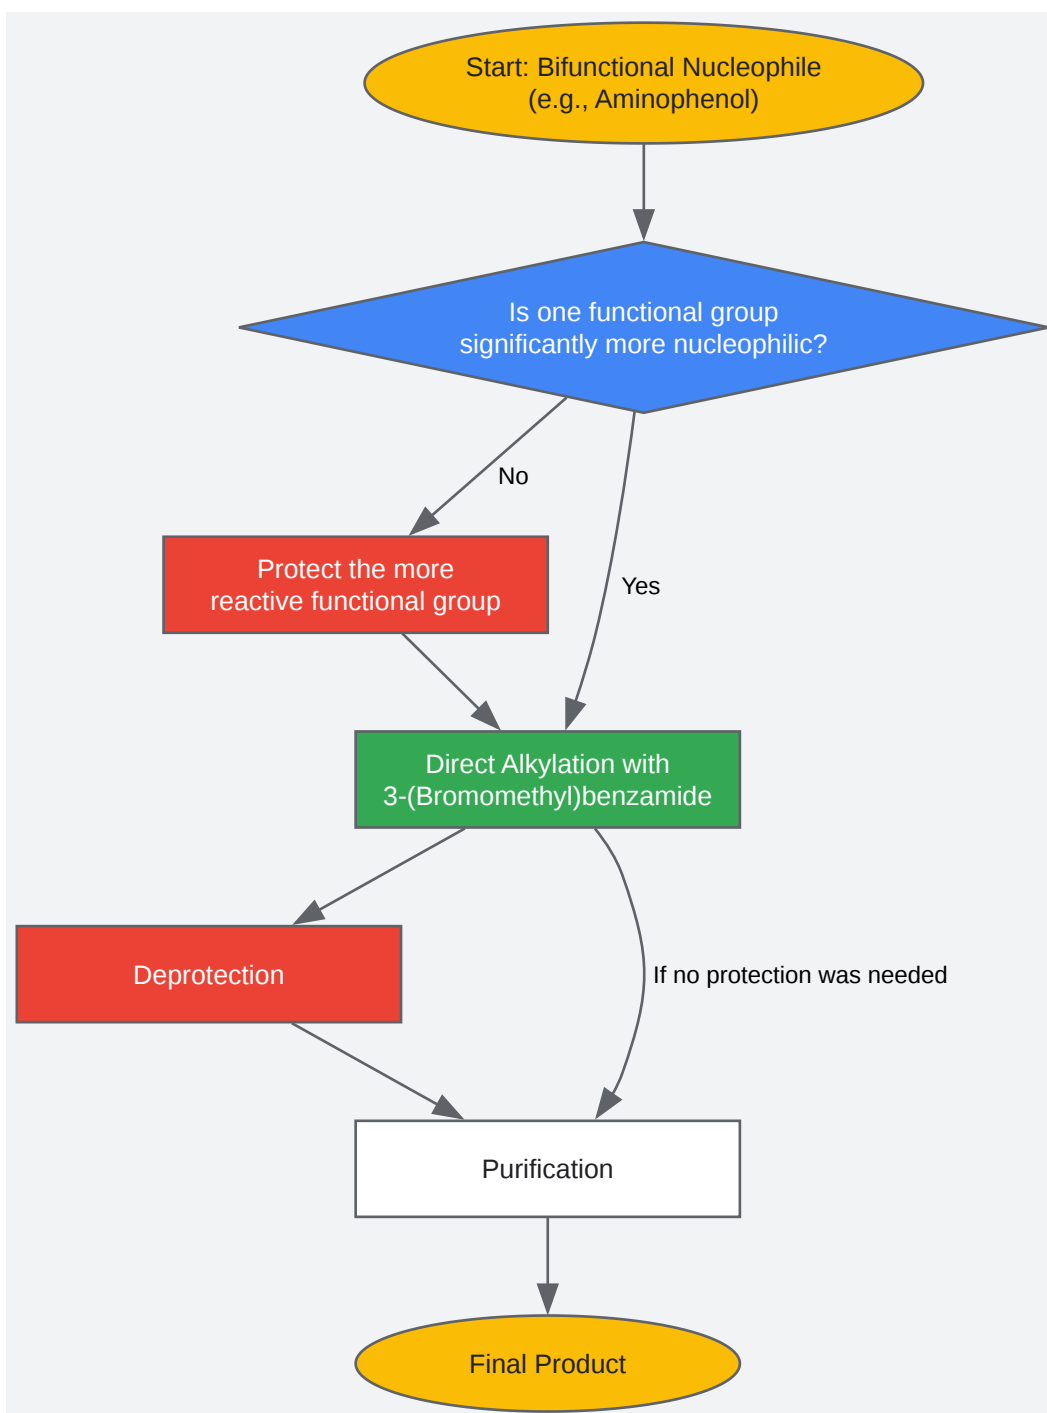 Start: Bifunctional Nucleophile
(e.g., Aminophenol)
Is one functional group
significantly more nucleophilic?
No
Protect the more
reactive functional group
Yes
Direct Alkylation with
3-(Bromomethyl)benzamide
Deprotection
If no protection was needed
Purification
Final Product